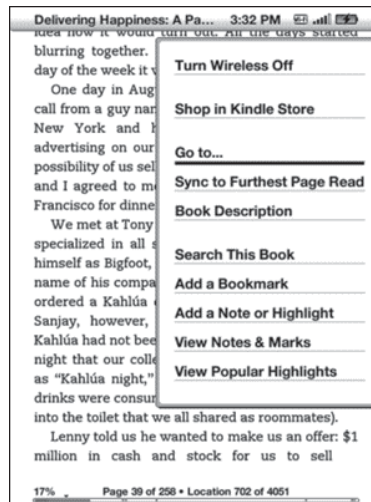 Delivering Happiness: A Pa... 3:32 PM
idea how it would turn out. All the days started
blurring together.
day of the week it w
Turn Wireless Off
One day in Aug
call from a guy nam
Shop in Kindle Store
New York and h
advertising on our
Go to...
possibility of us sel
and I agreed to m
Sync to Furthest Page Read
Francisco for dinne
Book Description
We met at Tony
specialized in all s
Search This Book
himself as Bigfoot,
name of his compa
Add a Bookmark
ordered a Kahlúa
Add a Note or Highlight
Sanjay, however,
Kahlúa had not bee
View Notes & Marks
night that our colle
as “Kahlúa night,”
View Popular Highlights
drinks were consur
into the toilet that we all shared as roommates).
Lenny told us he wanted to make us an offer: $1
million in cash and stock for us to sell
17% Page 39 of 258 • Location 702 of 4051